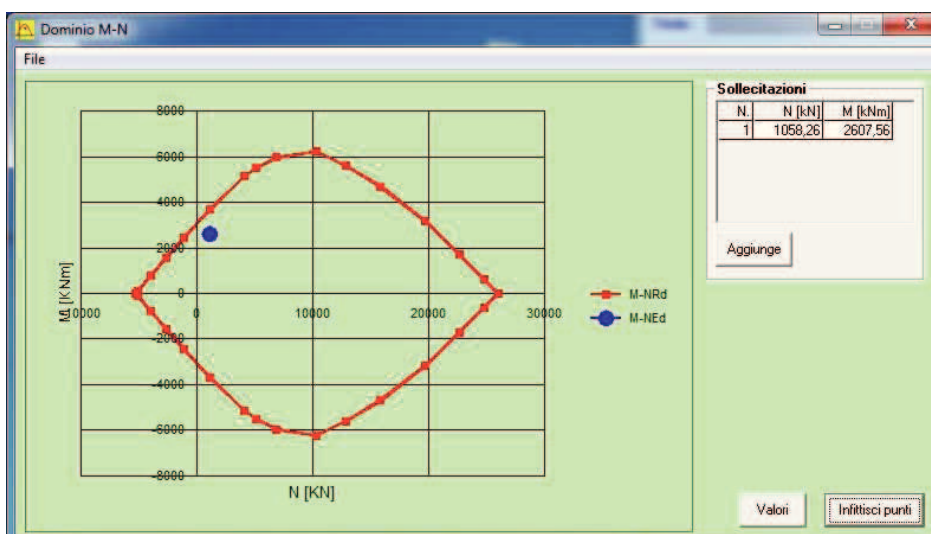 Dominio M-N
File
8000
6000
4000
2000
0
-2000
-4000
-6000
-8000
10000
0
10000
20000
30000
[KNm]
N [KN]
M-NRd
M-NEd
Sollecitazioni
N. N [kN] M [kNm]
1 1058,26 2607,56
Aggiunge
Valori
Infittisci punti